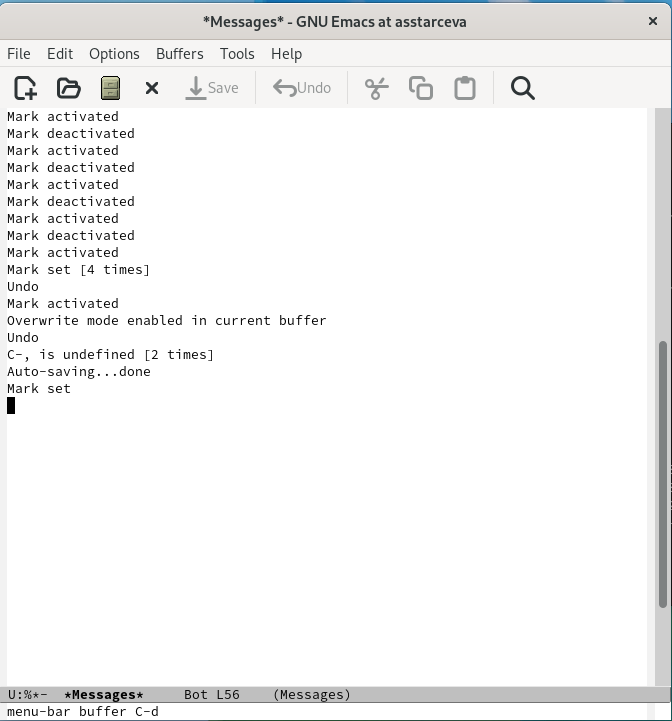 *Messages* - GNU Emacs at asstarceva
File Edit Options Buffers Tools Help
Save Undo
Mark activated
Mark deactivated
Mark activated
Mark deactivated
Mark activated
Mark deactivated
Mark activated
Mark deactivated
Mark activated
Mark set [4 times]
Undo
Mark activated
Overwrite mode enabled in current buffer
Undo
C-, is undefined [2 times]
Auto-saving...done
Mark set
U:%*- *Messages* Bot L56 (Messages)
menu-bar buffer C-d